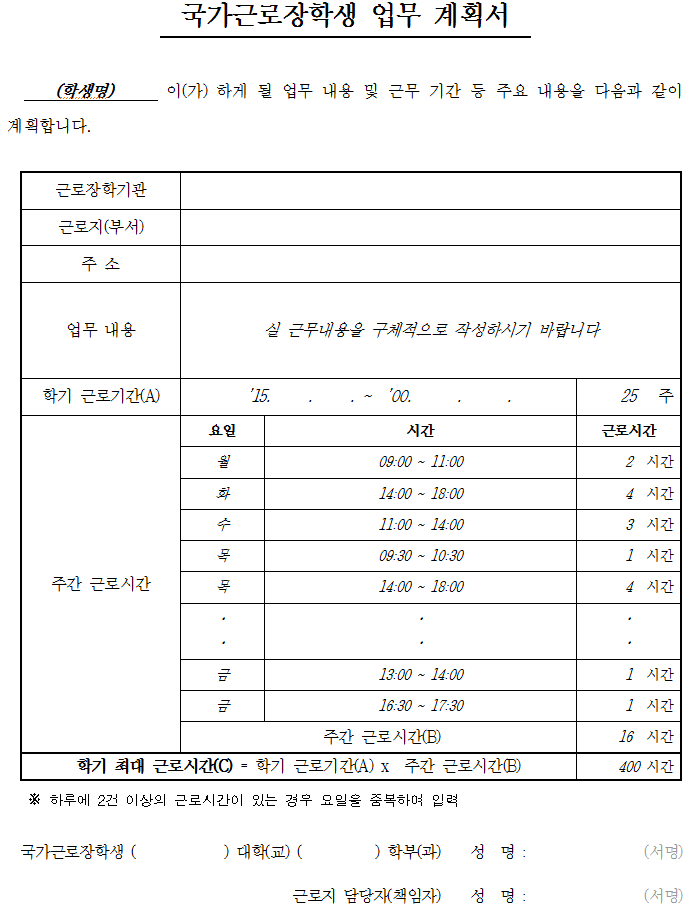 국가근로장학생 업무 계획서
(학생명) 이(가) 하게 될 업무 내용 및 근무 기간 등 주요 내용을 다음과 같이
계획합니다.
근로장학기관
근로지(부서)
주 소
업무 내용 실 근무내용을 구체적으로 작성하시기 바랍니다
학기 근로기간(A) '15. . . ~ '00. . . 25 주
요일 시간 근로시간
월 09:00 ~ 11:00 2 시간
화 14:00 ~ 18:00 4 시간
수 11:00 ~ 14:00 3 시간
목 09:30 ~ 10:30 1 시간
주간 근로시간 목 14:00 ~ 18:00 4 시간
. . .
. . .
금 13:00 ~ 14:00 1 시간
금 16:30 ~ 17:30 1 시간
주간 근로시간(B) 16 시간
학기 최대 근로시간(C) = 학기 근로기간(A) x 주간 근로시간(B) 400 시간
※ 하루에 2건 이상의 근로시간이 있는 경우 요일을 중복하여 입력
국가근로장학생 ( ) 대학(교) ( ) 학부(과) 성 명 : (서명)
근로지 담당자(책임자) 성 명 : (서명)